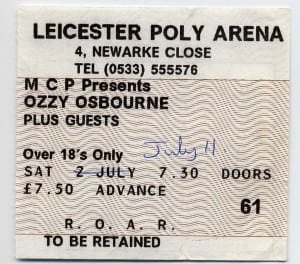 LEICESTER POLY ARENA
4, NEWARKE CLOSE
TEL (0533) 555576
M C P Presents
OZZY OSBOURNE
PLUS GUESTS
Over 18's Only July 11.
SAT 2 JULY 7.30 DOORS
£7.50 ADVANCE
61
R. O. A. R.
TO BE RETAINED